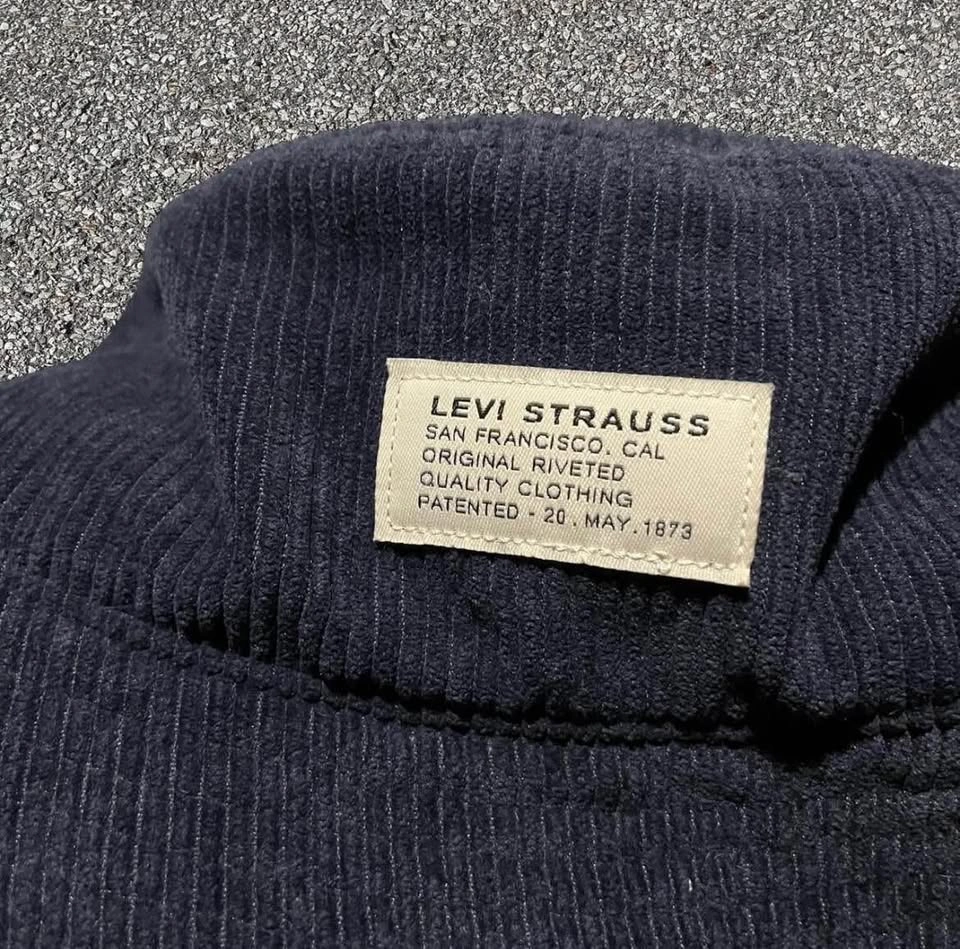 LEVI STRAUSS
SAN FRANCISCO, CAL
ORIGINAL RIVETED
QUALITY CLOTHING
PATENTED - 20 . MAY . 1873